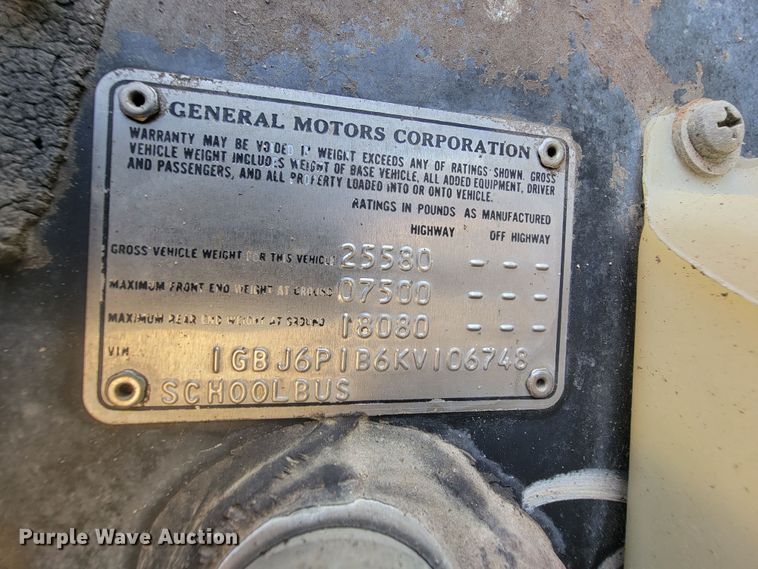 GENERAL MOTORS CORPORATION
WARRANTY MAY BE VOIDED IF WEIGHT EXCEEDS ANY OF RATINGS SHOWN. GROSS
VEHICLE WEIGHT INCLUDES WEIGHT OF BASE VEHICLE, ALL ADDED EQUIPMENT, DRIVER
AND PASSENGERS, AND ALL PROPERTY LOADED INTO OR ONTO VEHICLE.
RATINGS IN POUNDS AS MANUFACTURED
HIGHWAY OFF HIGHWAY
GROSS VEHICLE WEIGHT FOR THIS VEHICLE 25580 - - -
MAXIMUM FRONT END WEIGHT AT GROUND 07500 - - -
MAXIMUM REAR END WEIGHT AT GROUND 18080 - - -
VIN 1GBJ6P1B6KV106748
SCHOOLBUS
Purple Wave Auction